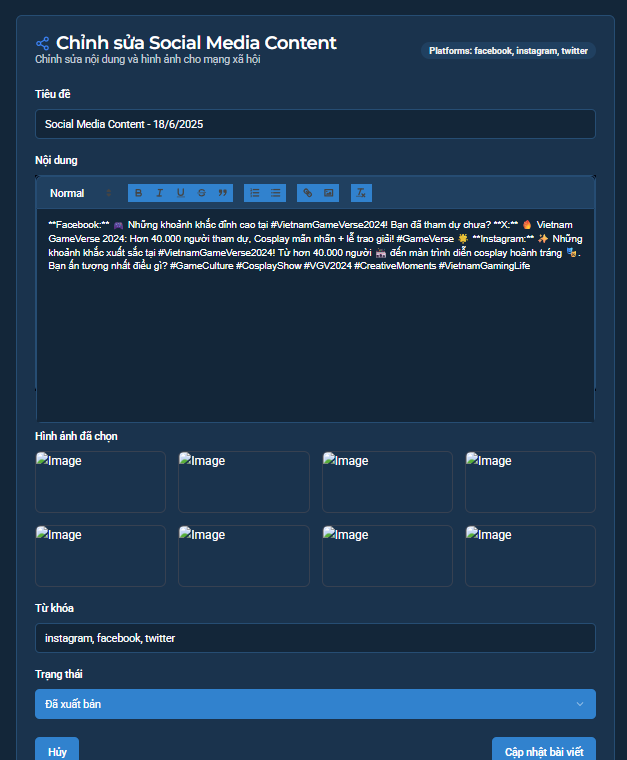 Chỉnh sửa Social Media Content
Chỉnh sửa nội dung và hình ảnh cho mạng xã hội
Platforms: facebook, instagram, twitter
Tiêu đề
Social Media Content - 18/6/2025
Nội dung
Normal
**Facebook:** 🎮 Những khoảnh khắc đỉnh cao tại #VietnamGameVerse2024! Bạn đã tham dự chưa? **X:** 🔥 Vietnam
GameVerse 2024: Hơn 40.000 người tham dự, Cosplay mãn nhãn + lễ trao giải! #GameVerse 🌟 **Instagram:** ✨ Những
khoảnh khắc xuất sắc tại #VietnamGameVerse2024! Từ hơn 40.000 người 🎮 đến màn trình diễn cosplay hoành tráng 🎭.
Bạn ấn tượng nhất điều gì? #GameCulture #CosplayShow #VGV2024 #CreativeMoments #VietnamGamingLife
Hình ảnh đã chọn
Image Image Image Image
Image Image Image Image
Từ khóa
instagram, facebook, twitter
Trạng thái
Đã xuất bản
Hủy
Cập nhật bài viết